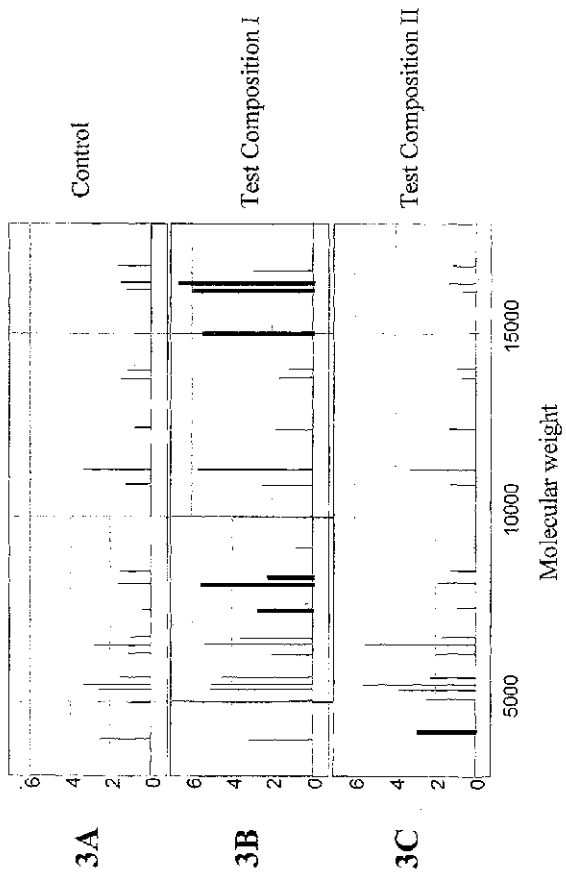 3A
6
4
2
0
Control
3B
6
4
2
0
Test Composition I
3C
6
4
2
0
Test Composition II
5000
10000
15000
Molecular weight